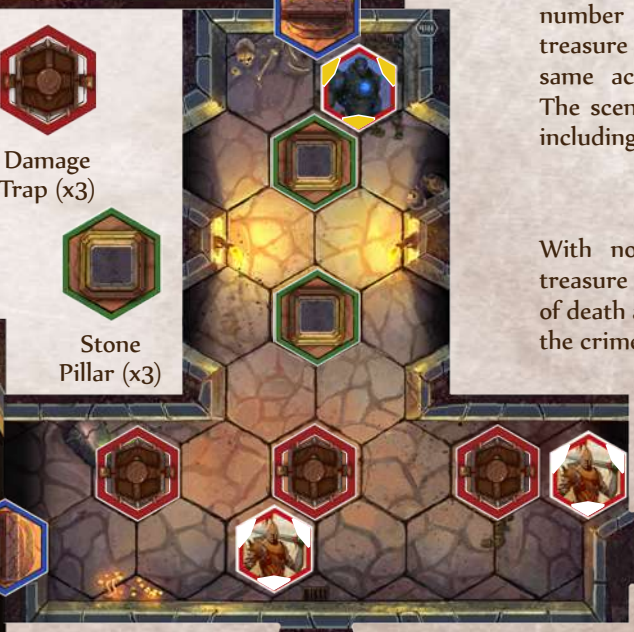 Damage
Trap (x3)
Stone
Pillar (x3)
number
treasure
same ac
The scen
including
With no
treasure
of death
the crime